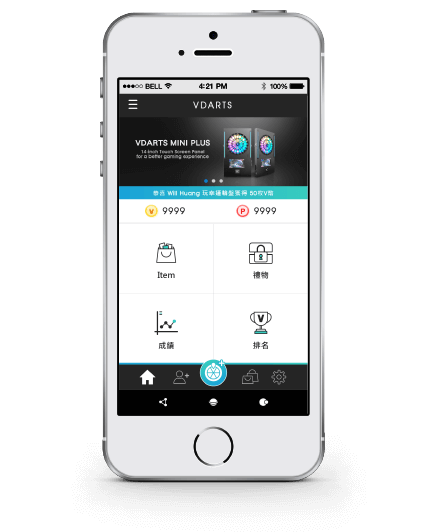 BELL 4:21 PM 100%
VDARTS
VDARTS MINI PLUS
14 Inch Touch Screen Panel
for a better gaming experience
恭喜 Will Huang 玩幸運輪盤獲得 50枚V幣
V 9999 P 9999
Item 禮物
V
成績 排名